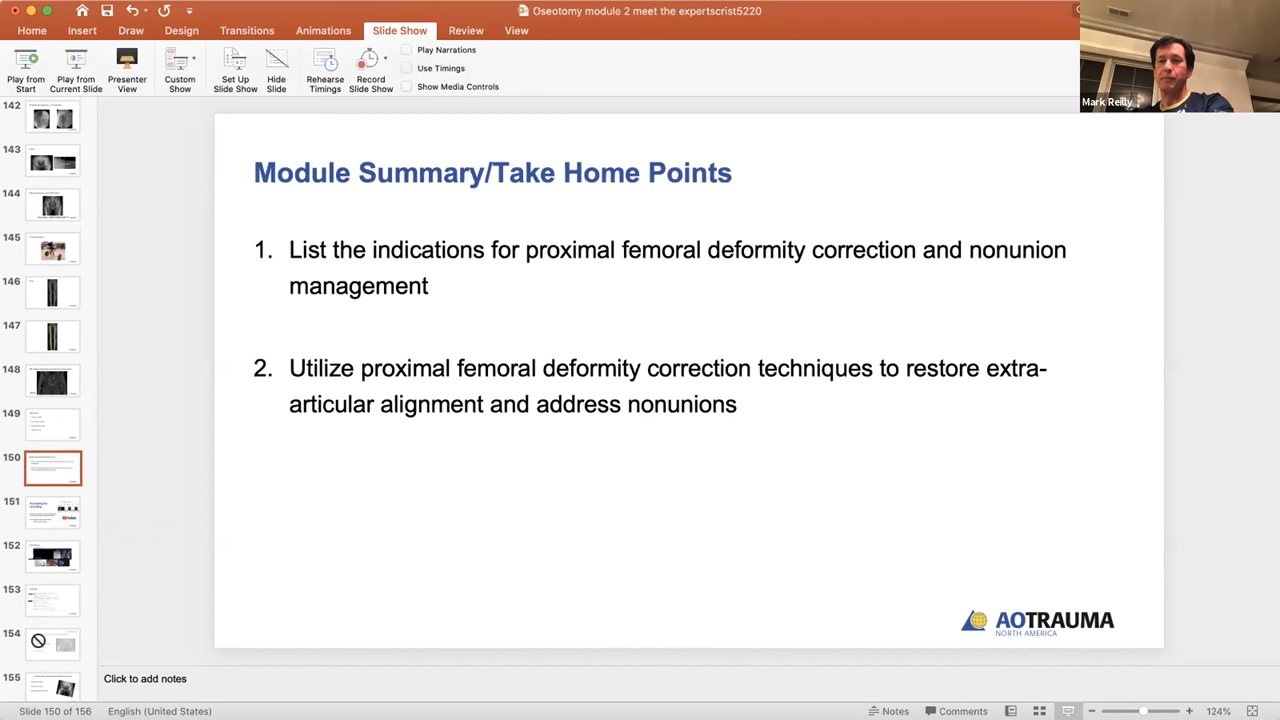 Oseotomy module 2 meet the expertscrist5220
Home Insert Draw Design Transitions Animations Slide Show Review View
Play from Start
Play from Current Slide
Presenter View
Custom Show
Set Up Slide Show
Hide Slide
Rehearse Timings
Record Slide Show
Play Narrations
Use Timings
Show Media Controls
Mark Reilly
142
143
144
145
146
147
148
149
150
151
152
153
154
155
Module Summary/Take Home Points
1. List the indications for proximal femoral deformity correction and nonunion
management
2. Utilize proximal femoral deformity correction techniques to restore extra-
articular alignment and address nonunions
AOTRAUMA
NORTH AMERICA
Click to add notes
Slide 150 of 156 English (United States) Notes Comments 124%